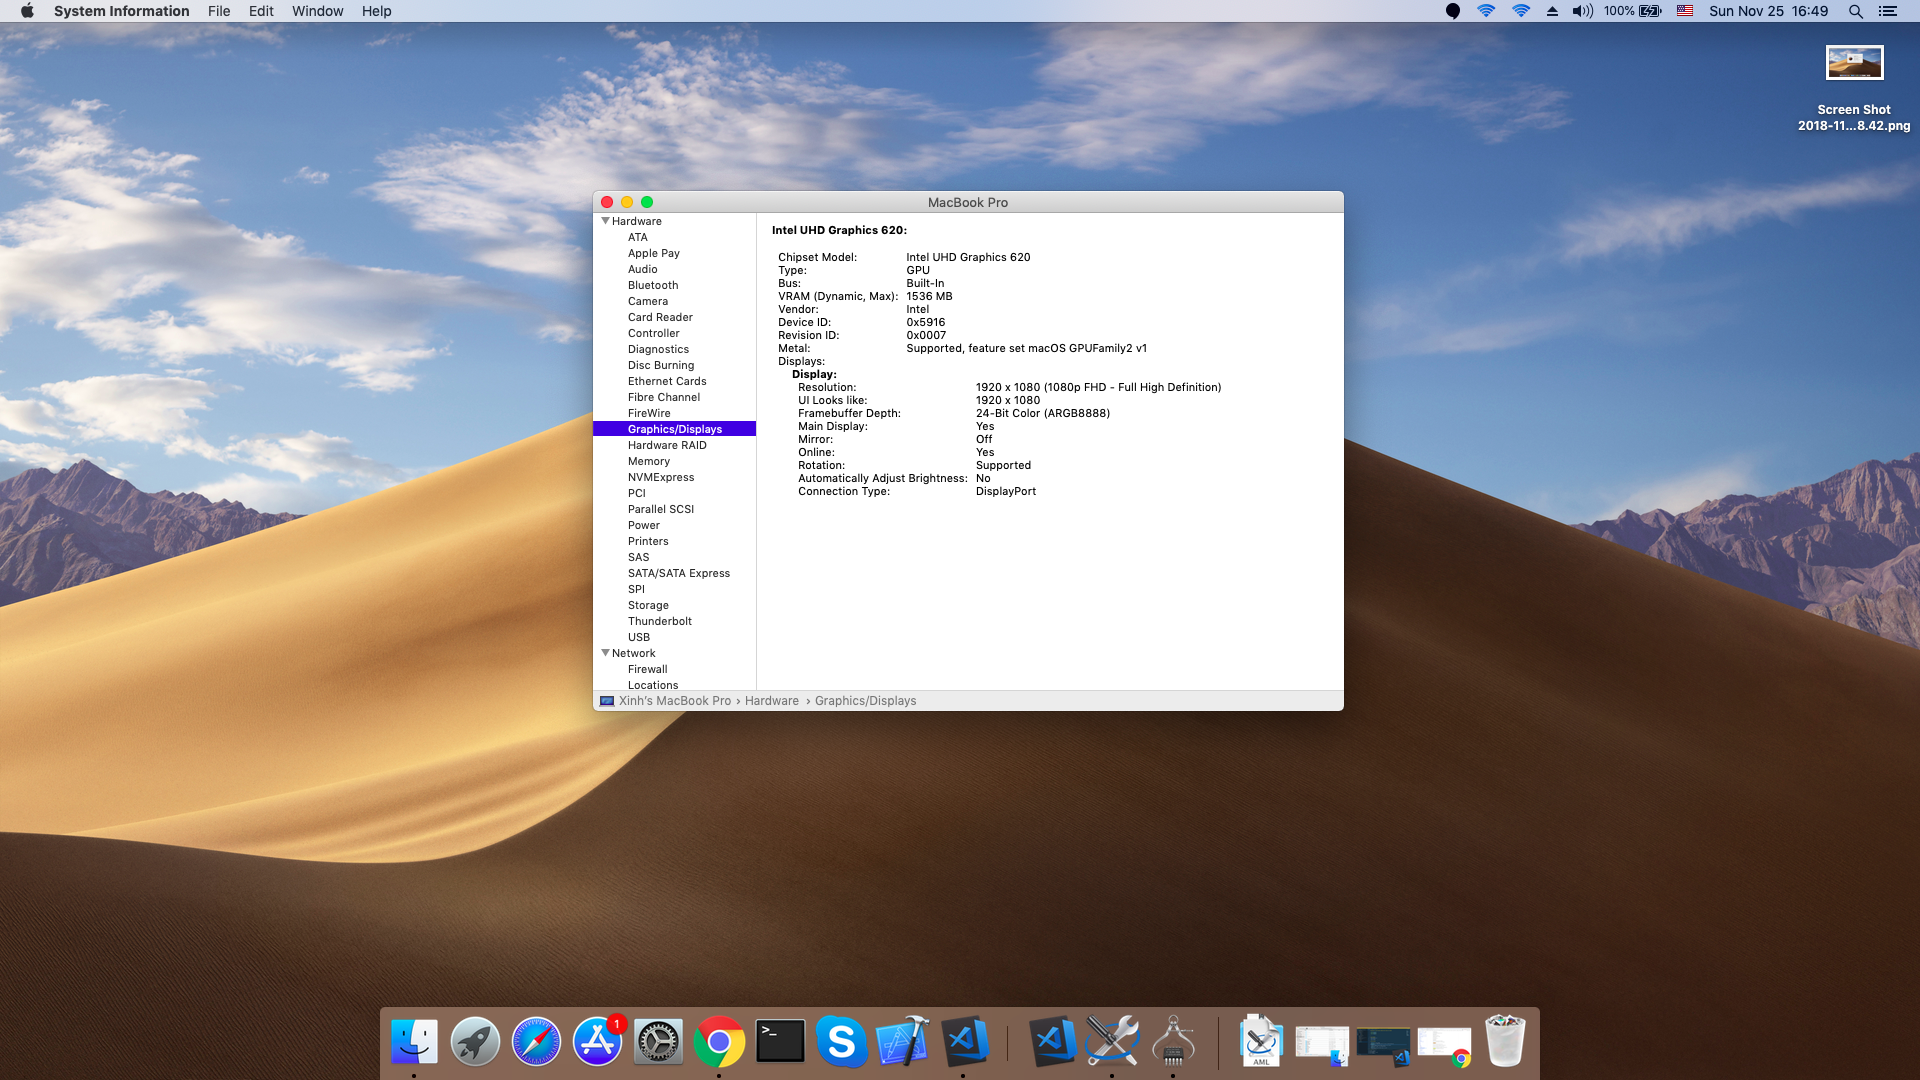 System Information File Edit Window Help
100% Sun Nov 25 16:49
Screen Shot
2018-11...8.42.png
MacBook Pro
Hardware
ATA
Apple Pay
Audio
Bluetooth
Camera
Card Reader
Controller
Diagnostics
Disc Burning
Ethernet Cards
Fibre Channel
FireWire
Graphics/Displays
Hardware RAID
Memory
NVMExpress
PCI
Parallel SCSI
Power
Printers
SAS
SATA/SATA Express
SPI
Storage
Thunderbolt
USB
Network
Firewall
Locations
Intel UHD Graphics 620:
Chipset Model: Intel UHD Graphics 620
Type: GPU
Bus: Built-In
VRAM (Dynamic, Max): 1536 MB
Vendor: Intel
Device ID: 0x5916
Revision ID: 0x0007
Metal: Supported, feature set macOS GPUFamily2 v1
Displays:
Display:
Resolution: 1920 x 1080 (1080p FHD - Full High Definition)
UI Looks like: 1920 x 1080
Framebuffer Depth: 24-Bit Color (ARGB8888)
Main Display: Yes
Mirror: Off
Online: Yes
Rotation: Supported
Automatically Adjust Brightness: No
Connection Type: DisplayPort
Xinh's MacBook Pro › Hardware › Graphics/Displays
1
>_
S
AML